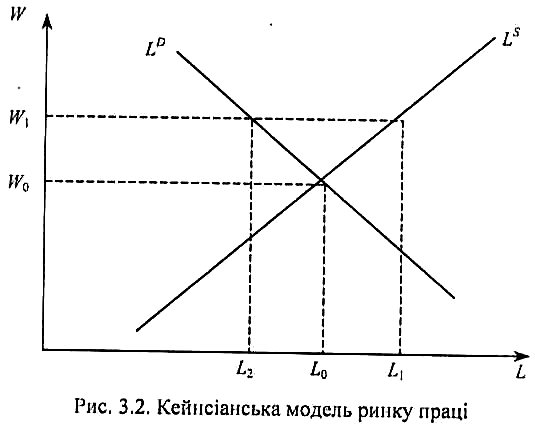 W
L^D
L^S
W₁
W₀
L₂ L₀ L₁ L
Рис. 3.2. Кейнсіанська модель ринку праці